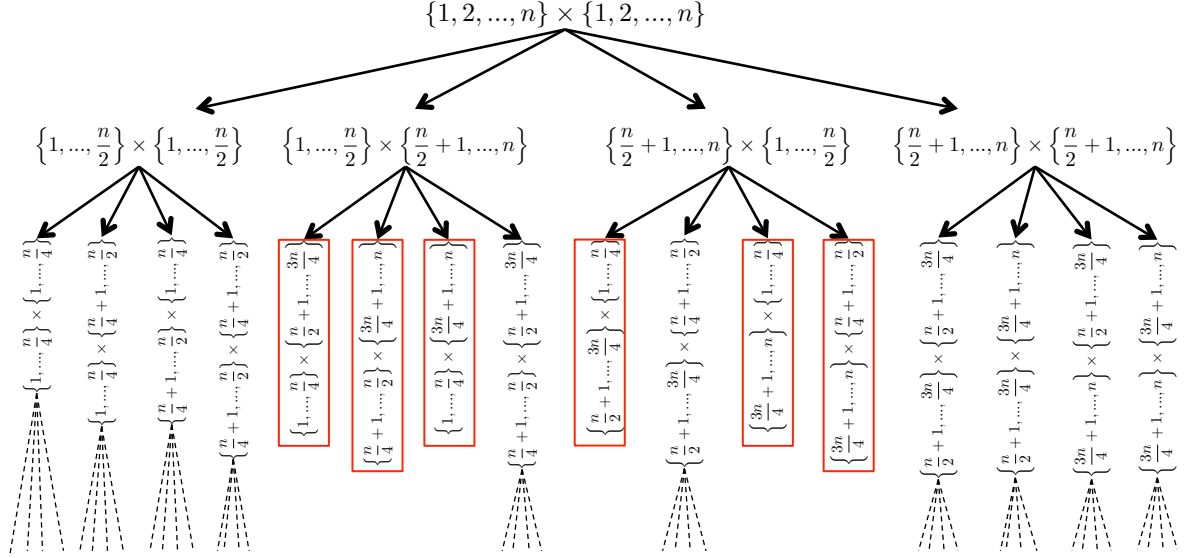 {1, 2, ..., n} × {1, 2, ..., n}
{1, ..., n/2} × {1, ..., n/2}
{1, ..., n/2} × {n/2 + 1, ..., n}
{n/2 + 1, ..., n} × {1, ..., n/2}
{n/2 + 1, ..., n} × {n/2 + 1, ..., n}
{1, ..., n/4} × {1, ..., n/4}
{1, ..., n/4} × {n/4 + 1, ..., n/2}
{n/4 + 1, ..., n/2} × {1, ..., n/4}
{n/4 + 1, ..., n/2} × {n/4 + 1, ..., n/2}
{1, ..., n/4} × {n/2 + 1, ..., 3n/4}
{n/4 + 1, ..., n/2} × {3n/4 + 1, ..., n}
{1, ..., n/4} × {3n/4 + 1, ..., n}
{n/4 + 1, ..., n/2} × {n/2 + 1, ..., 3n/4}
{n/2 + 1, ..., 3n/4} × {1, ..., n/4}
{n/2 + 1, ..., 3n/4} × {n/4 + 1, ..., n/2}
{3n/4 + 1, ..., n} × {1, ..., n/4}
{3n/4 + 1, ..., n} × {n/4 + 1, ..., n/2}
{n/2 + 1, ..., 3n/4} × {n/2 + 1, ..., 3n/4}
{n/2 + 1, ..., 3n/4} × {3n/4 + 1, ..., n}
{3n/4 + 1, ..., n} × {n/2 + 1, ..., 3n/4}
{3n/4 + 1, ..., n} × {3n/4 + 1, ..., n}